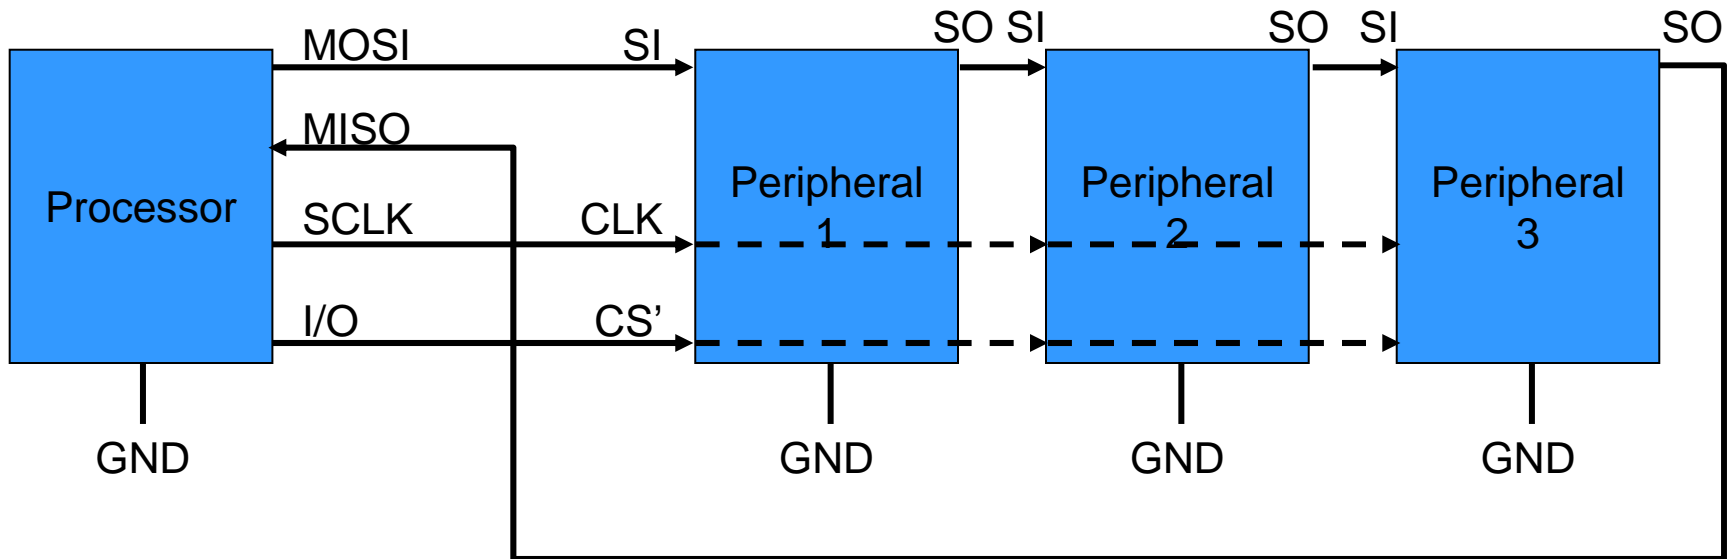 SO SI SO SI SO
MOSI SI
MISO
Processor
Peripheral
1
Peripheral
2
Peripheral
3
SCLK CLK
I/O CS’
GND GND GND GND